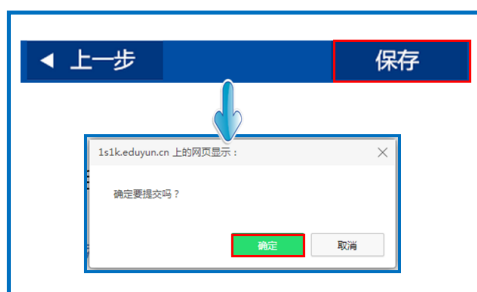 ◀ 上一步
保存
1s1k.eduyun.cn 上的网页显示：
确定要提交吗？
确定
取消